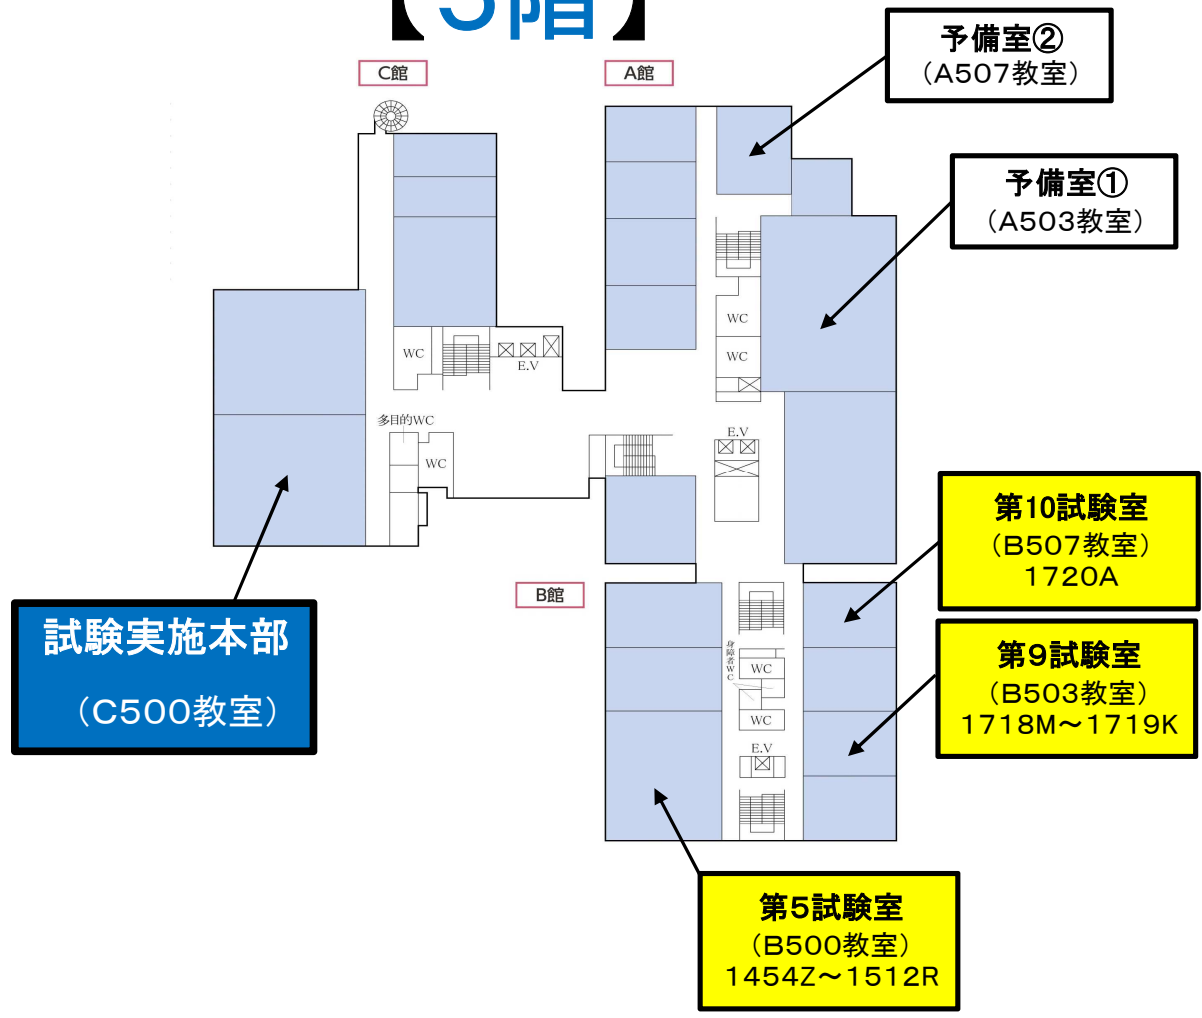 【5階】
C館
A館
予備室②
（A507教室）
予備室①
（A503教室）
WC
WC
WC
E.V
多目的WC
WC
E.V
第10試験室
（B507教室）
1720A
B館
試験実施本部
（C500教室）
身障者WC
WC
WC
E.V
第9試験室
（B503教室）
1718M～1719K
第5試験室
（B500教室）
1454Z～1512R